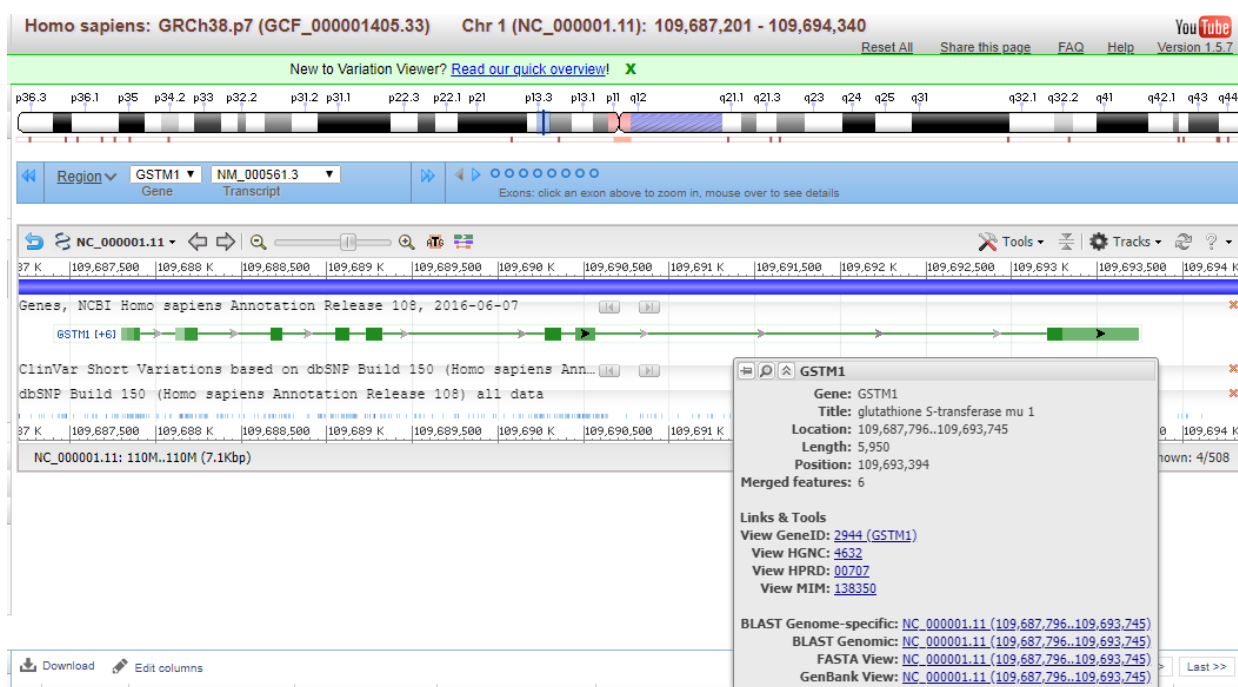 Homo sapiens: GRCh38.p7 (GCF_000001405.33) Chr 1 (NC_000001.11): 109,687,201 - 109,694,340
YouTube
Reset All Share this page FAQ Help Version 1.5.7
New to Variation Viewer? Read our quick overview! X
p36.3 p36.1 p35 p34.2 p33 p32.2 p31.2 p31.1 p22.3 p22.1 p21 p13.3 p13.1 p11 q12 q21.1 q21.3 q23 q24 q25 q31 q32.1 q32.2 q41 q42.1 q43 q44
Region GSTM1 NM_000561.3
Gene Transcript Exons: click an exon above to zoom in, mouse over to see details
NC_000001.11 ATG Tools Tracks ?
37 K 109,687,500 109,688 K 109,688,500 109,689 K 109,689,500 109,690 K 109,690,500 109,691 K 109,691,500 109,692 K 109,692,500 109,693 K 109,693,500 109,694 K
Genes, NCBI Homo sapiens Annotation Release 108, 2016-06-07
GSTM1 [+6]
ClinVar Short Variations based on dbSNP Build 150 (Homo sapiens Ann…
dbSNP Build 150 (Homo sapiens Annotation Release 108) all data
37 K 109,687,500 109,688 K 109,688,500 109,689 K 109,689,500 109,690 K 109,690,500 109,691 K 109,694 K
NC_000001.11: 110M..110M (7.1Kbp) hown: 4/508
GSTM1
Gene: GSTM1
Title: glutathione S-transferase mu 1
Location: 109,687,796..109,693,745
Length: 5,950
Position: 109,693,394
Merged features: 6
Links & Tools
View GeneID: 2944 (GSTM1)
View HGNC: 4632
View HPRD: 00707
View MIM: 138350
BLAST Genome-specific: NC_000001.11 (109,687,796..109,693,745)
BLAST Genomic: NC_000001.11 (109,687,796..109,693,745)
FASTA View: NC_000001.11 (109,687,796..109,693,745)
GenBank View: NC_000001.11 (109,687,796..109,693,745)
Download Edit columns > Last >>